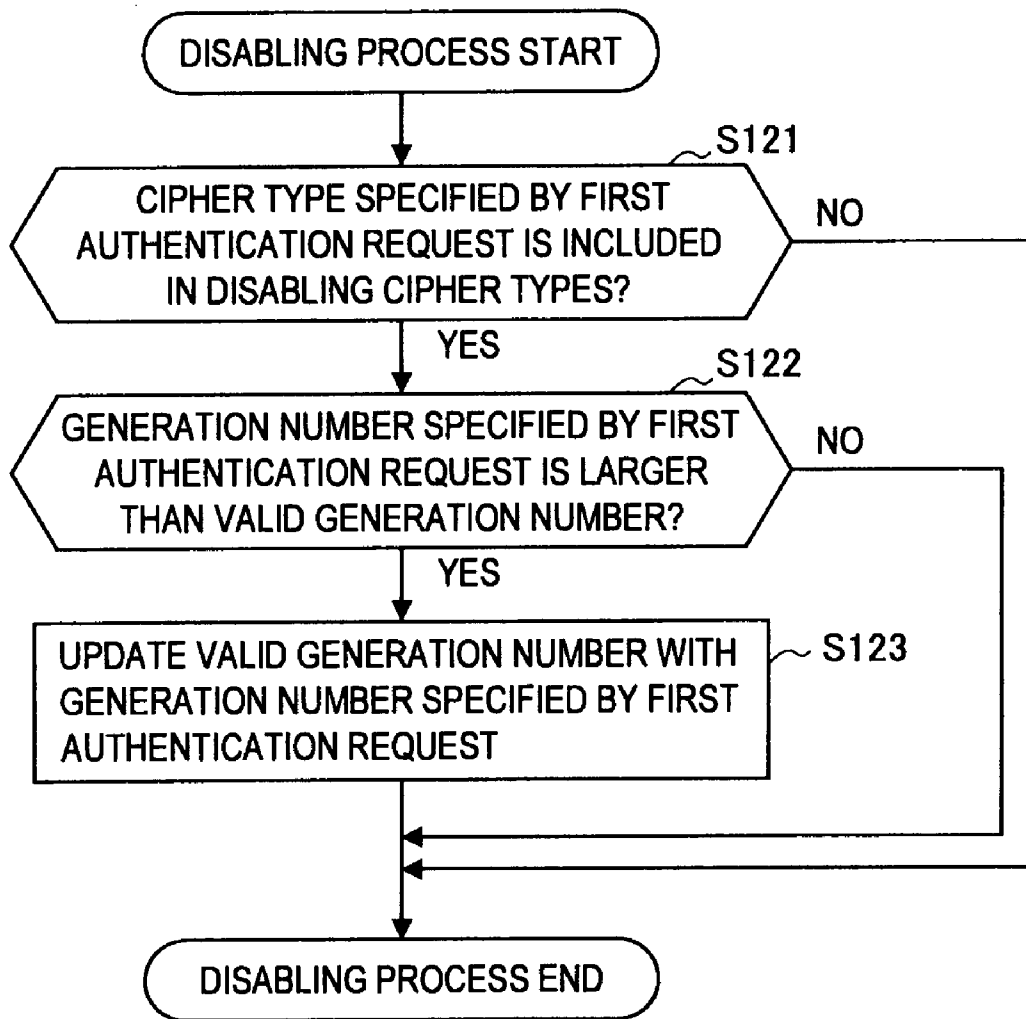 DISABLING PROCESS START
S121
CIPHER TYPE SPECIFIED BY FIRST
AUTHENTICATION REQUEST IS INCLUDED
IN DISABLING CIPHER TYPES?
NO
YES
S122
GENERATION NUMBER SPECIFIED BY FIRST
AUTHENTICATION REQUEST IS LARGER
THAN VALID GENERATION NUMBER?
NO
YES
S123
UPDATE VALID GENERATION NUMBER WITH
GENERATION NUMBER SPECIFIED BY FIRST
AUTHENTICATION REQUEST
DISABLING PROCESS END